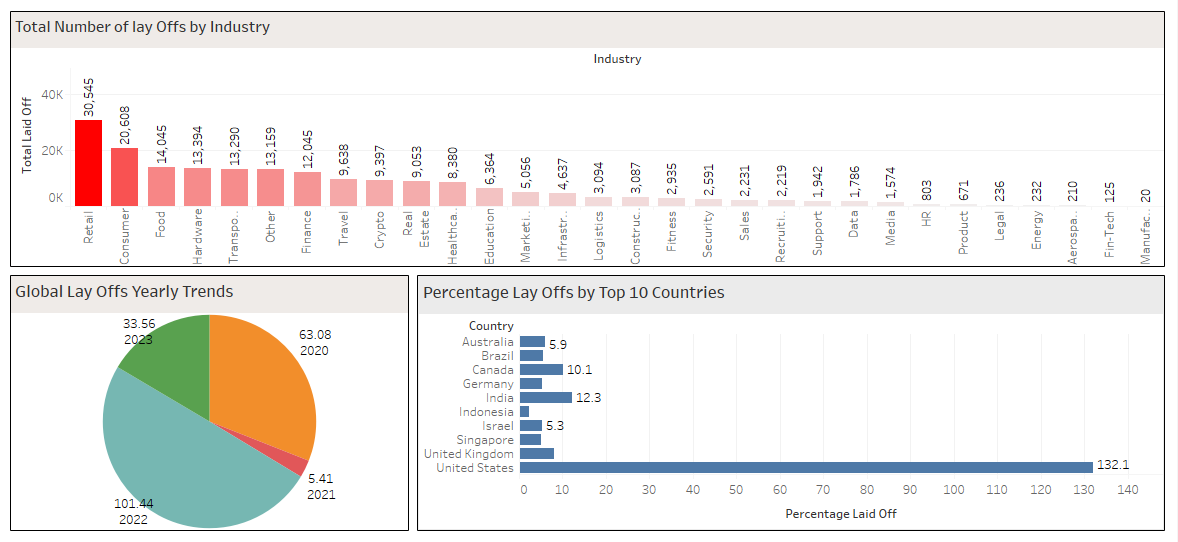 Total Number of lay Offs by Industry
Industry
Total Laid Off
40K
20K
0K
30,545
20,608
14,045
13,394
13,290
13,159
12,045
9,638
9,397
9,053
8,380
6,364
5,056
4,637
3,094
3,087
2,935
2,591
2,231
2,219
1,942
1,786
1,574
803
671
236
232
210
125
20
Retail
Consumer
Food
Hardware
Transpo..
Other
Finance
Travel
Crypto
Real
Estate
Healthca..
Education
Marketi..
Infrastr..
Logistics
Construc..
Fitness
Security
Sales
Recruiti..
Support
Data
Media
HR
Product
Legal
Energy
Aerospa..
Fin-Tech
Manufac..
Global Lay Offs Yearly Trends
33.56
2023
63.08
2020
5.41
2021
101.44
2022
Percentage Lay Offs by Top 10 Countries
Country
Australia 5.9
Brazil
Canada 10.1
Germany
India 12.3
Indonesia
Israel 5.3
Singapore
United Kingdom
United States 132.1
0 10 20 30 40 50 60 70 80 90 100 110 120 130 140
Percentage Laid Off